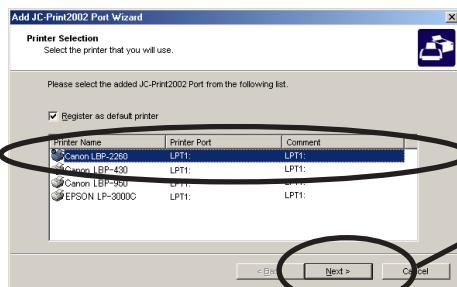 Add JC-Print2002 Port Wizard
Printer Selection
Select the printer that you will use.
Please select the added JC-Print2002 Port from the following list.
Register as default printer
Printer Name Printer Port Comment
Canon LBP-2260 LPT1: LPT1:
Canon LBP-430 LPT1: LPT1:
Canon LBP-950 LPT1: LPT1:
EPSON LP-3000C LPT1: LPT1:
Next > Cancel